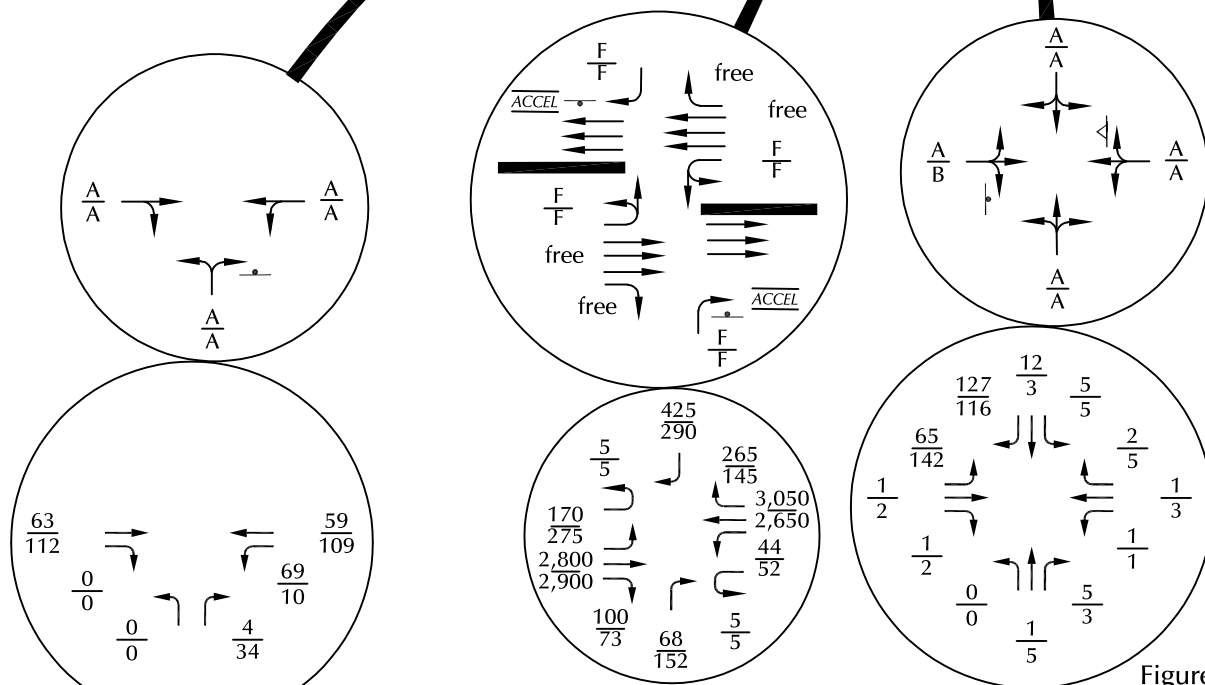 A
A
A
A
A
A
63
112
59
109
0
0
69
10
0
0
4
34
F
F
free
ACCEL
free
F
F
F
F
free
free
ACCEL
F
F
425
290
5
5
265
145
3,050
2,650
170
275
44
52
2,800
2,900
100
73
68
152
5
5
A
A
A
B
A
A
A
A
12
3
127
116
5
5
65
142
2
5
1
2
1
3
1
2
1
1
0
0
5
3
1
5
Figure